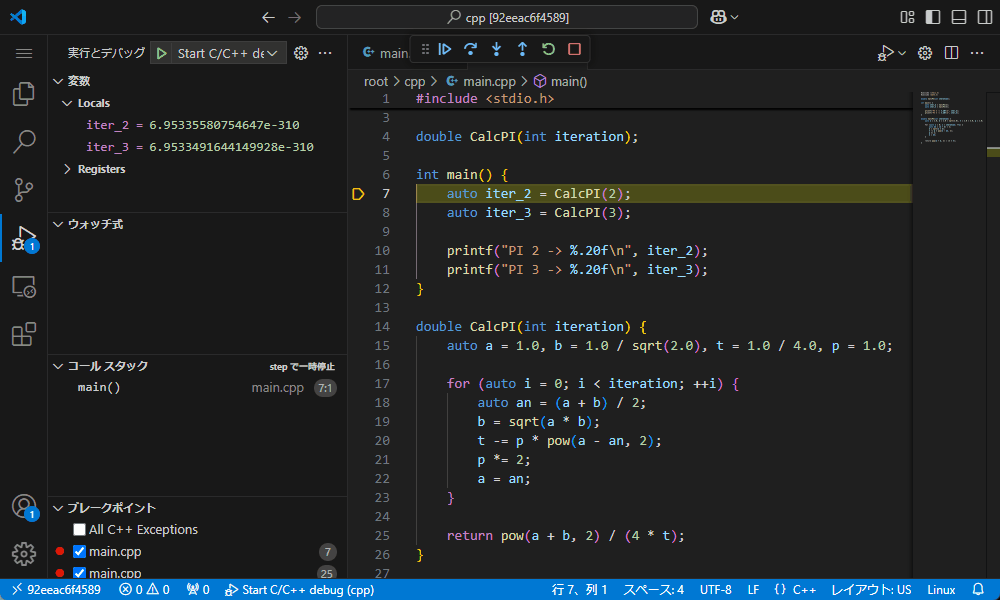 cpp [92eeac6f4589]
実行とデバッグ
Start C/C++ de
main.
変数
Locals
iter_2 = 6.95335580754647e-310
iter_3 = 6.9533491644149928e-310
Registers
ウォッチ式
コール スタック
step で一時停止
main()
main.cpp
7:1
ブレークポイント
All C++ Exceptions
main.cpp
7
main.cpp
25
root > cpp > main.cpp > main()
1 #include <stdio.h>
3
4 double CalcPI(int iteration);
5
6 int main() {
7 auto iter_2 = CalcPI(2);
8 auto iter_3 = CalcPI(3);
9
10 printf("PI 2 -> %.20f\n", iter_2);
11 printf("PI 3 -> %.20f\n", iter_3);
12 }
13
14 double CalcPI(int iteration) {
15 auto a = 1.0, b = 1.0 / sqrt(2.0), t = 1.0 / 4.0, p = 1.0;
16
17 for (auto i = 0; i < iteration; ++i) {
18 auto an = (a + b) / 2;
19 b = sqrt(a * b);
20 t -= p * pow(a - an, 2);
21 p *= 2;
22 a = an;
23 }
24
25 return pow(a + b, 2) / (4 * t);
26 }
27
1
1
92eeac6f4589
0
0
0
Start C/C++ debug (cpp)
行 7、列 1
スペース: 4
UTF-8
LF
{ } C++
レイアウト: US
Linux